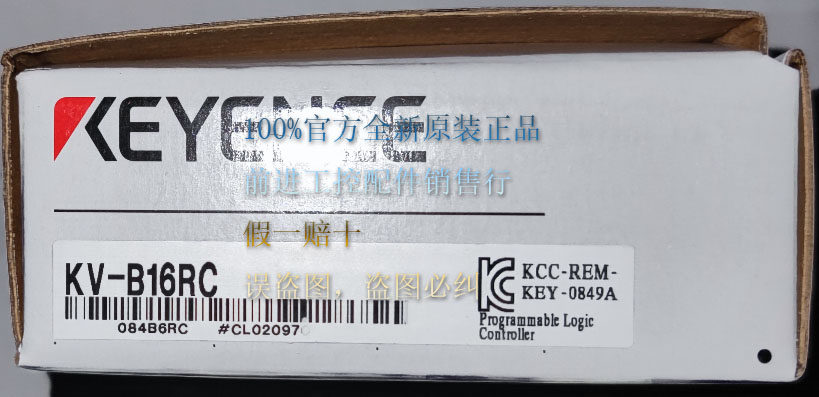 KEYENCE
100%官方全新原装正品
前进工控配件销售行
假一赔十
KV-B16RC
误盗图，盗图必纠
KCC-REM-
KEY-0849A
084B6RC #CL02097
Programmable Logic
Controller